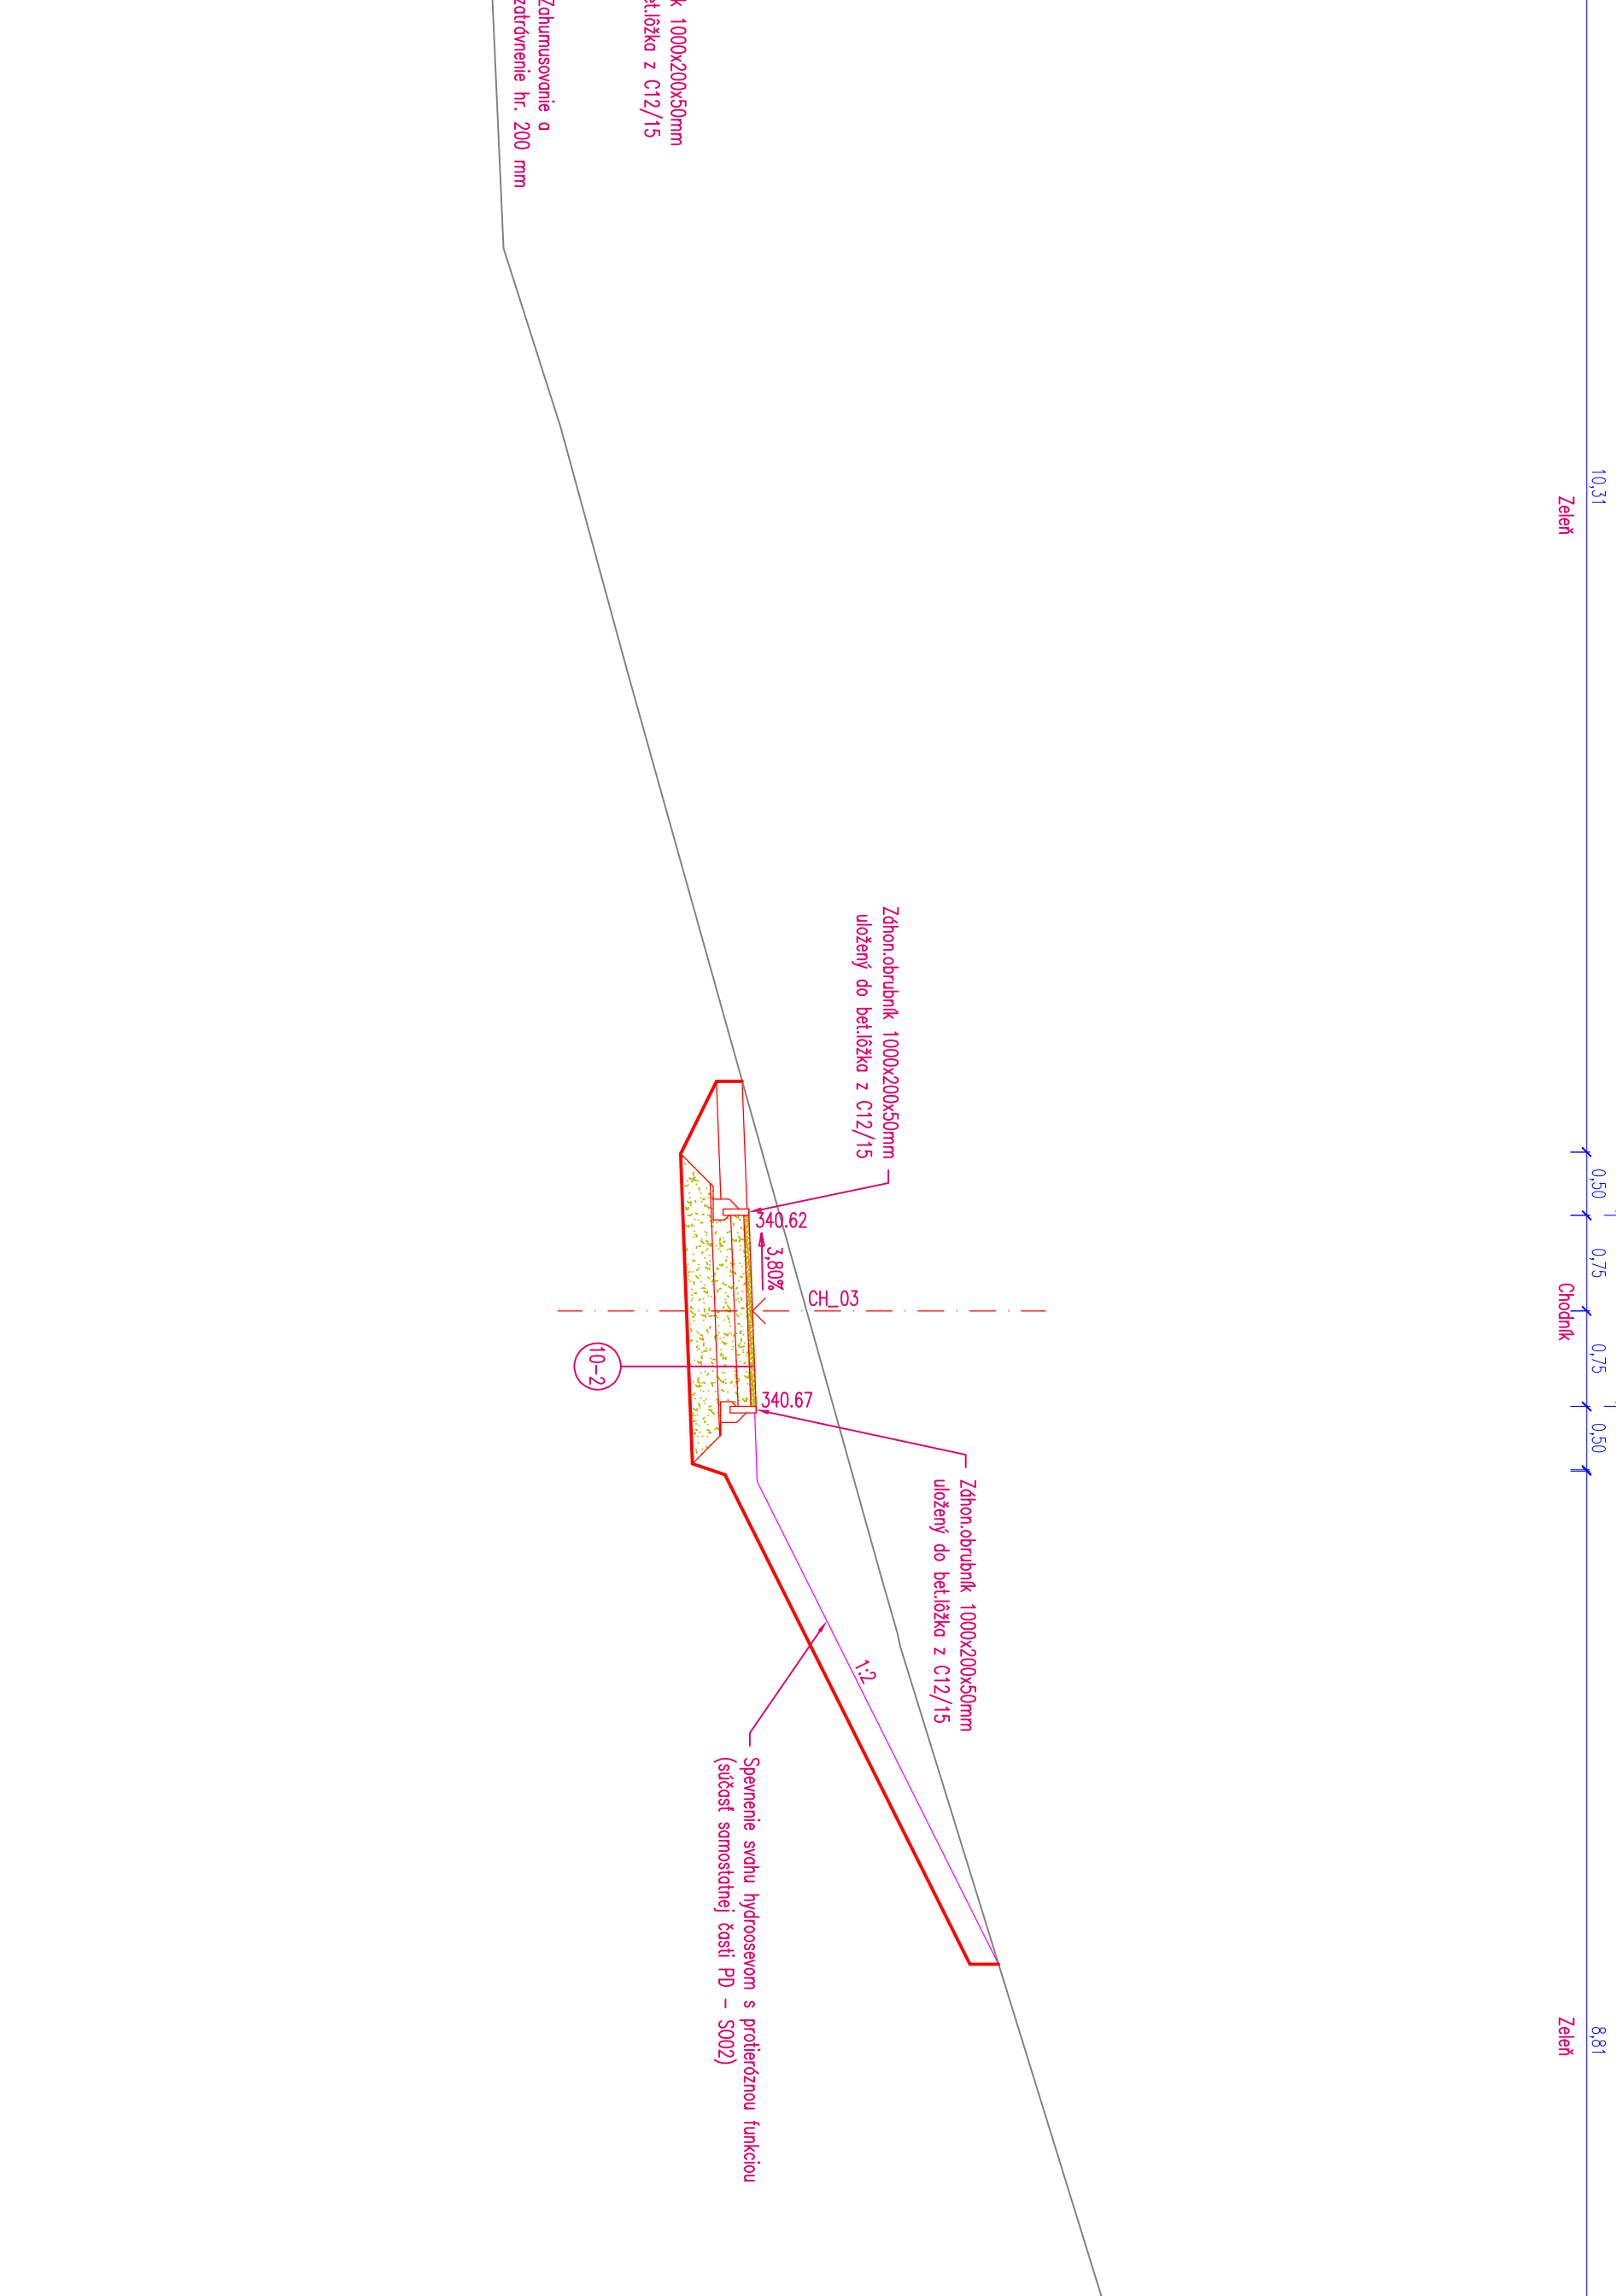 10,31
0,50
0,75
0,75
0,50
8,81
Zeleň
Chodník
Zeleň
Záhon.obrubník 1000x200x50mm
uložený do bet.lôžka z C12/15
Záhon.obrubník 1000x200x50mm
uložený do bet.lôžka z C12/15
CH_03
3,80%
340.62
340.67
1:2
Spevnenie svahu hydroosevom s protieróznou funkciou
(súčasť samostatnej časti PD - SO02)
k 1000x200x50mm
et.lôžka z C12/15
Zahumusovanie a
zatrávnenie hr. 200 mm
10-2